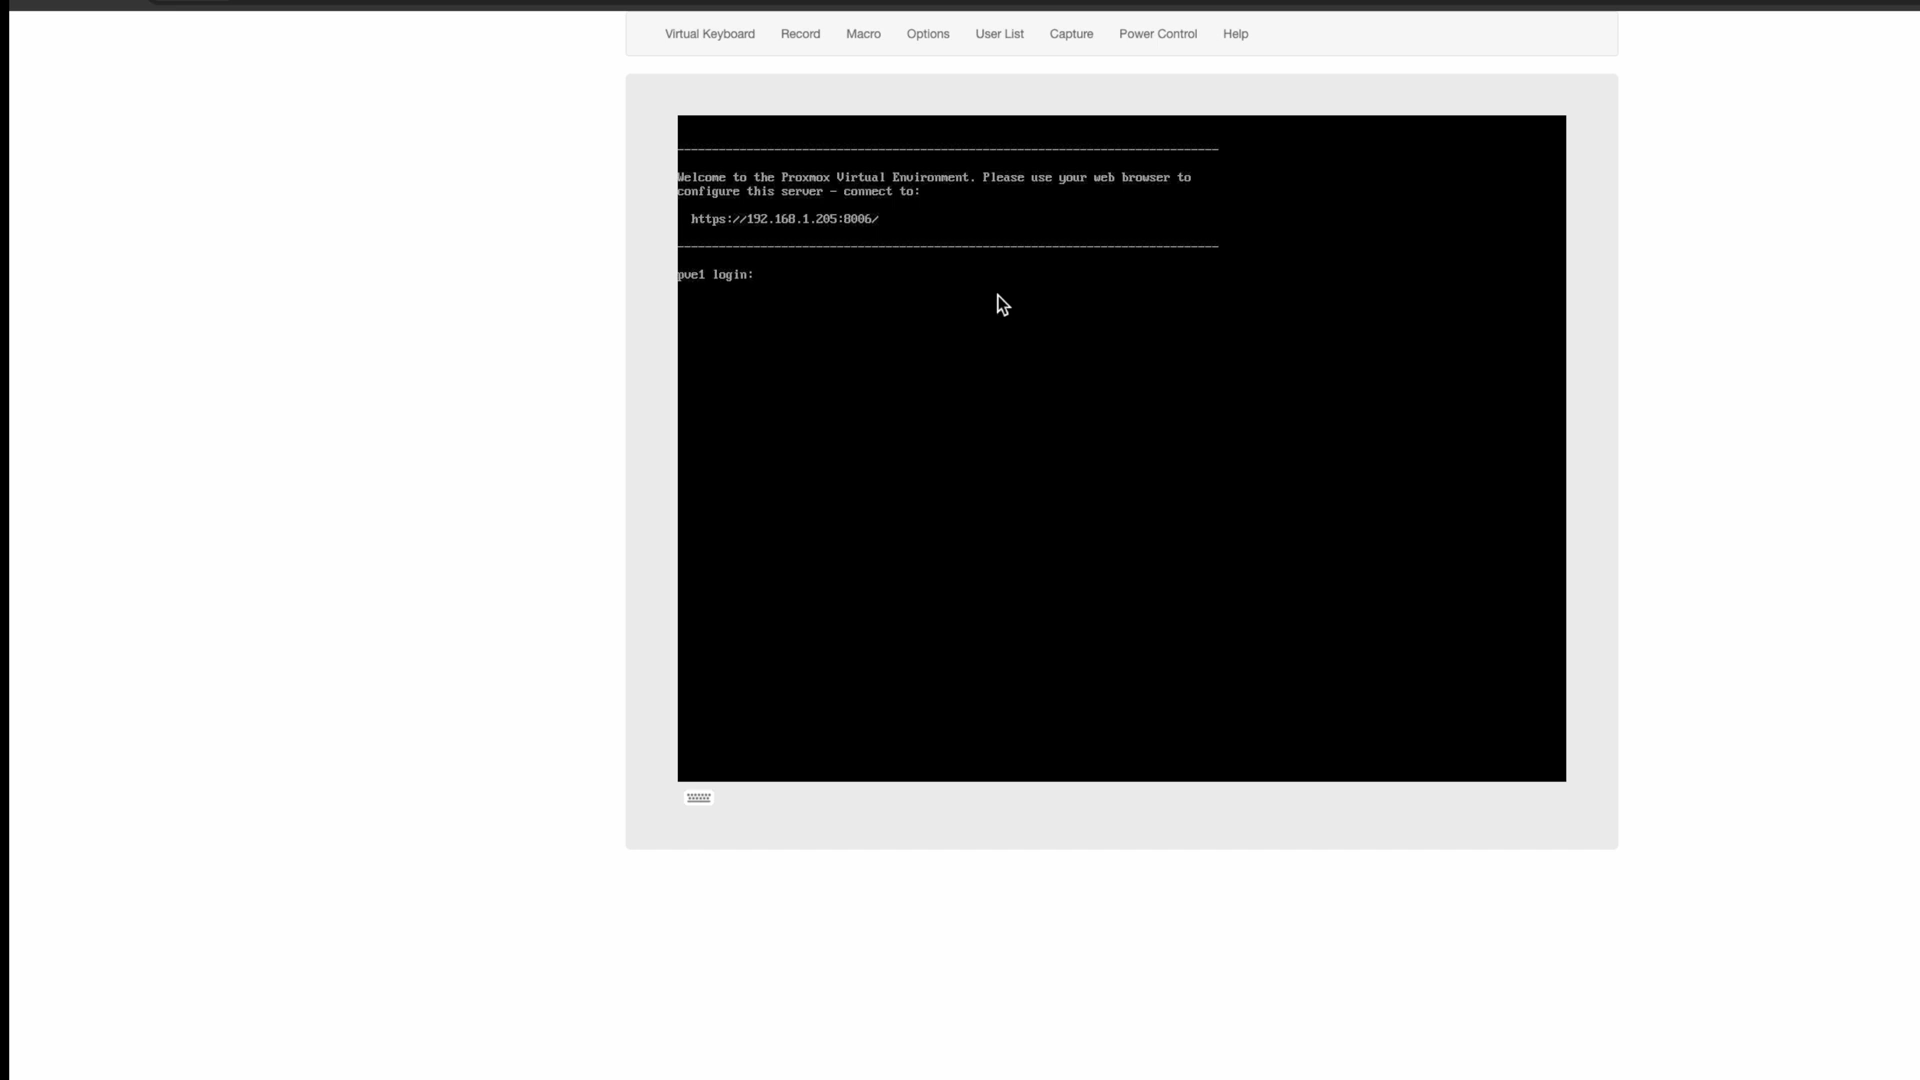 Virtual Keyboard Record Macro Options User List Capture Power Control Help
Welcome to the Proxmox Virtual Environment. Please use your web browser to
configure this server - connect to:
https://192.168.1.205:8006/
pve1 login: